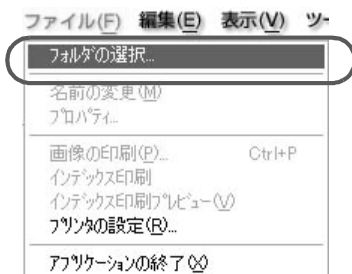 ファイル(F) 編集(E) 表示(V) ツー
フォルダの選択...
名前の変更(M)
プロパティ...
画像の印刷(P)... Ctrl+P
インデックス印刷
インデックス印刷プレビュー(V)
プリンタの設定(R)...
アプリケーションの終了(X)